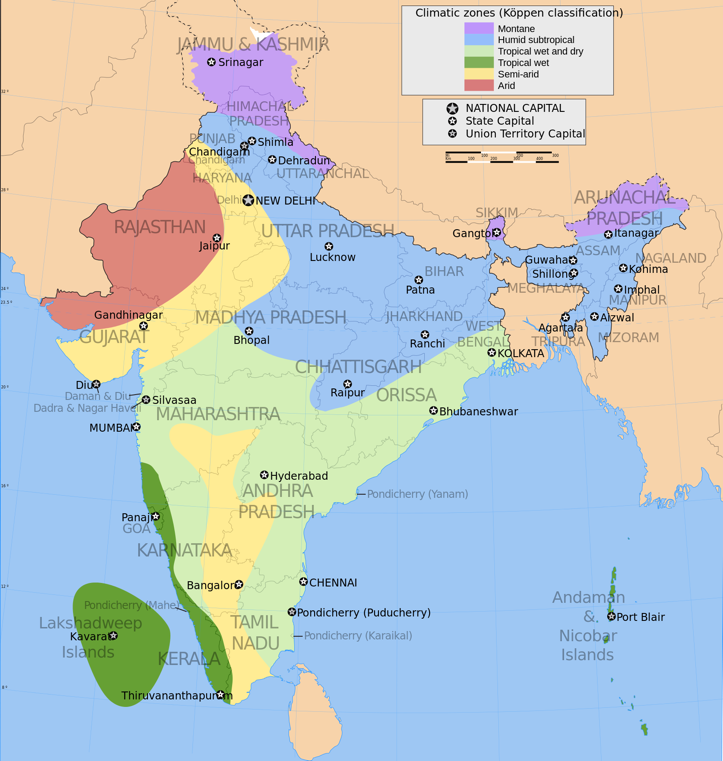 Climatic zones (Köppen classification)
Montane
Humid subtropical
Tropical wet and dry
Tropical wet
Semi-arid
Arid
NATIONAL CAPITAL
State Capital
Union Territory Capital
JAMMU & KASHMIR
Srinagar
HIMACHAL
PRADESH
PUNJAB
Shimla
Chandigarh
Chandigarh
Dehradun
UTTARANCHAL
HARYANA
Delhi
NEW DELHI
ARUNACHAL
PRADESH
SIKKIM
Gangtok
Itanagar
RAJASTHAN
UTTAR PRADESH
Jaipur
Lucknow
ASSAM
Guwahati
NAGALAND
Shillong
Kohima
BIHAR
Patna
MEGHALAYA
Imphal
MANIPUR
Gandhinagar
MADHYA PRADESH
JHARKHAND
Agartala
Aizwal
GUJARAT
Bhopal
Ranchi
WEST
BENGAL
TRIPURA
MIZORAM
KOLKATA
CHHATTISGARH
Diu
Daman & Diu
Raipur
ORISSA
Silvasaa
Dadra & Nagar Haveli
MAHARASHTRA
Bhubaneshwar
MUMBAI
Hyderabad
ANDHRA
PRADESH
Pondicherry (Yanam)
Panaji
GOA
KARNATAKA
Bangalore
CHENNAI
Pondicherry (Mahe)
Pondicherry (Puducherry)
Lakshadweep
Islands
Kavarati
TAMIL
NADU
Pondicherry (Karaikal)
KERALA
Thiruvananthapuram
Andaman
&
Nicobar
Islands
Port Blair